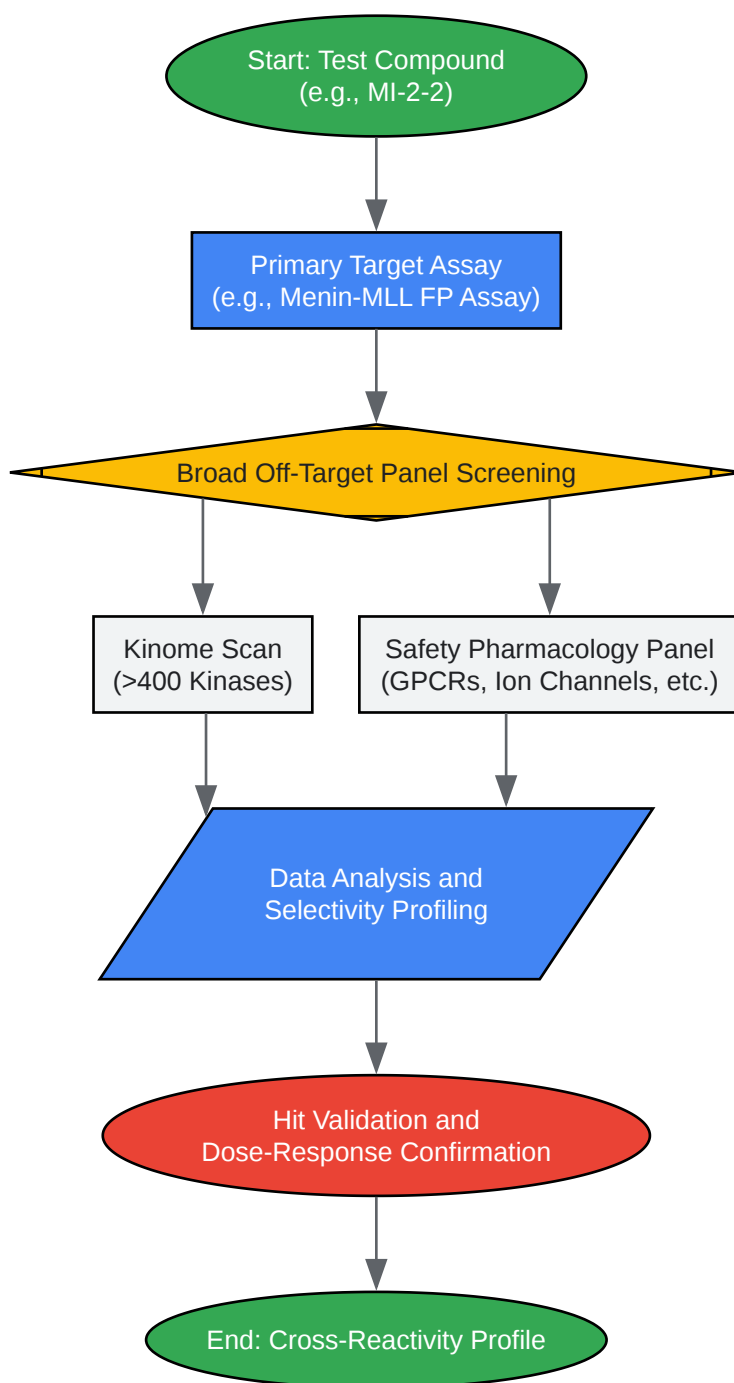 Start: Test Compound
(e.g., MI-2-2)
Primary Target Assay
(e.g., Menin-MLL FP Assay)
Broad Off-Target Panel Screening
Kinome Scan
(>400 Kinases)
Safety Pharmacology Panel
(GPCRs, Ion Channels, etc.)
Data Analysis and
Selectivity Profiling
Hit Validation and
Dose-Response Confirmation
End: Cross-Reactivity Profile